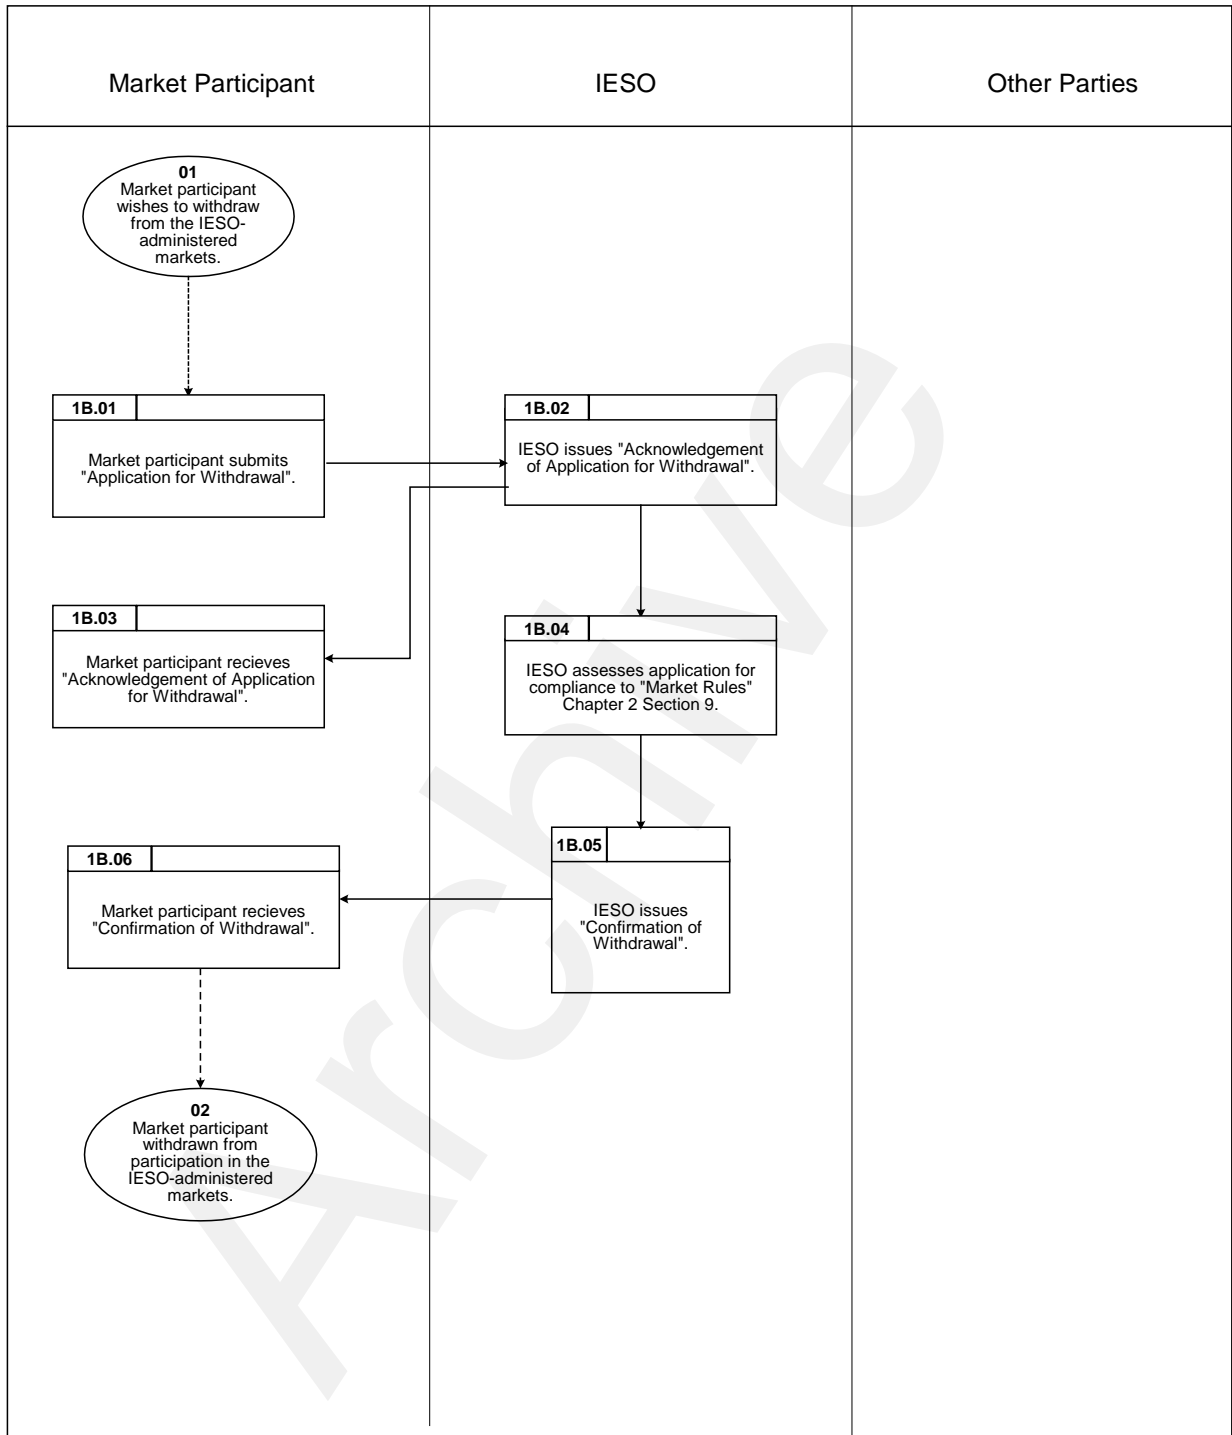 Market Participant
IESO
Other Parties
01
Market participant
wishes to withdraw
from the IESO-
administered
markets.
1B.01
Market participant submits
"Application for Withdrawal".
1B.02
IESO issues "Acknowledgement
of Application for Withdrawal".
1B.03
Market participant recieves
"Acknowledgement of Application
for Withdrawal".
1B.04
IESO assesses application for
compliance to "Market Rules"
Chapter 2 Section 9.
1B.05
IESO issues
"Confirmation of
Withdrawal".
1B.06
Market participant recieves
"Confirmation of Withdrawal".
02
Market participant
withdrawn from
participation in the
IESO-administered
markets.
Archive